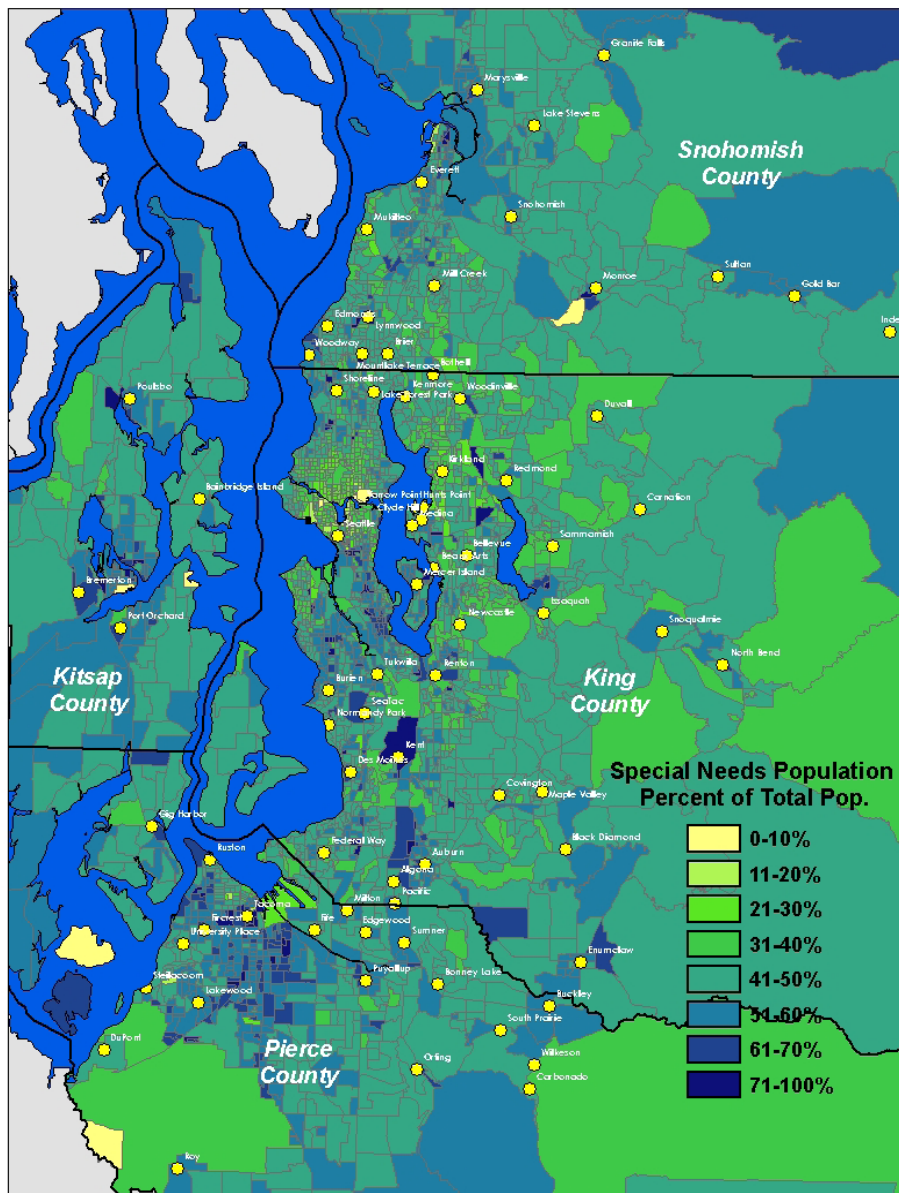 Granite Falls
Marysville
Lake Stevens
Snohomish
County
Everett
Snohomish
Mukilteo
Sultan
Mill Creek
Monroe
Gold Bar
Edmonds
Lynnwood
Inde
Woodway
Brier
Mountlake Terrace
Bothell
Shoreline
Kenmore
Woodinville
Lake Forest Park
Poulsbo
Duvall
Kirkland
Redmond
Bainbridge Island
Yarrow Point
Hunts Point
Carnation
Clyde Hill
Medina
Seattle
Bellevue
Sammamish
Beaux Arts
Mercer Island
Bremerton
Issaquah
Port Orchard
Newcastle
Snoqualmie
North Bend
Kitsap
County
Tukwila
Renton
King
County
Burien
SeaTac
Normandy Park
Kent
Des Moines
Special Needs Population
Percent of Total Pop.
0-10%
11-20%
21-30%
31-40%
41-50%
51-60%
61-70%
71-100%
Covington
Maple Valley
Gig Harbor
Federal Way
Black Diamond
Ruston
Auburn
Algona
Pacific
Tacoma
Milton
Fircrest
Fife
Edgewood
University Place
Sumner
Enumclaw
Puyallup
Steilacoom
Bonney Lake
Lakewood
Buckley
South Prairie
DuPont
Pierce
County
Orting
Wilkeson
Carbonado
Roy